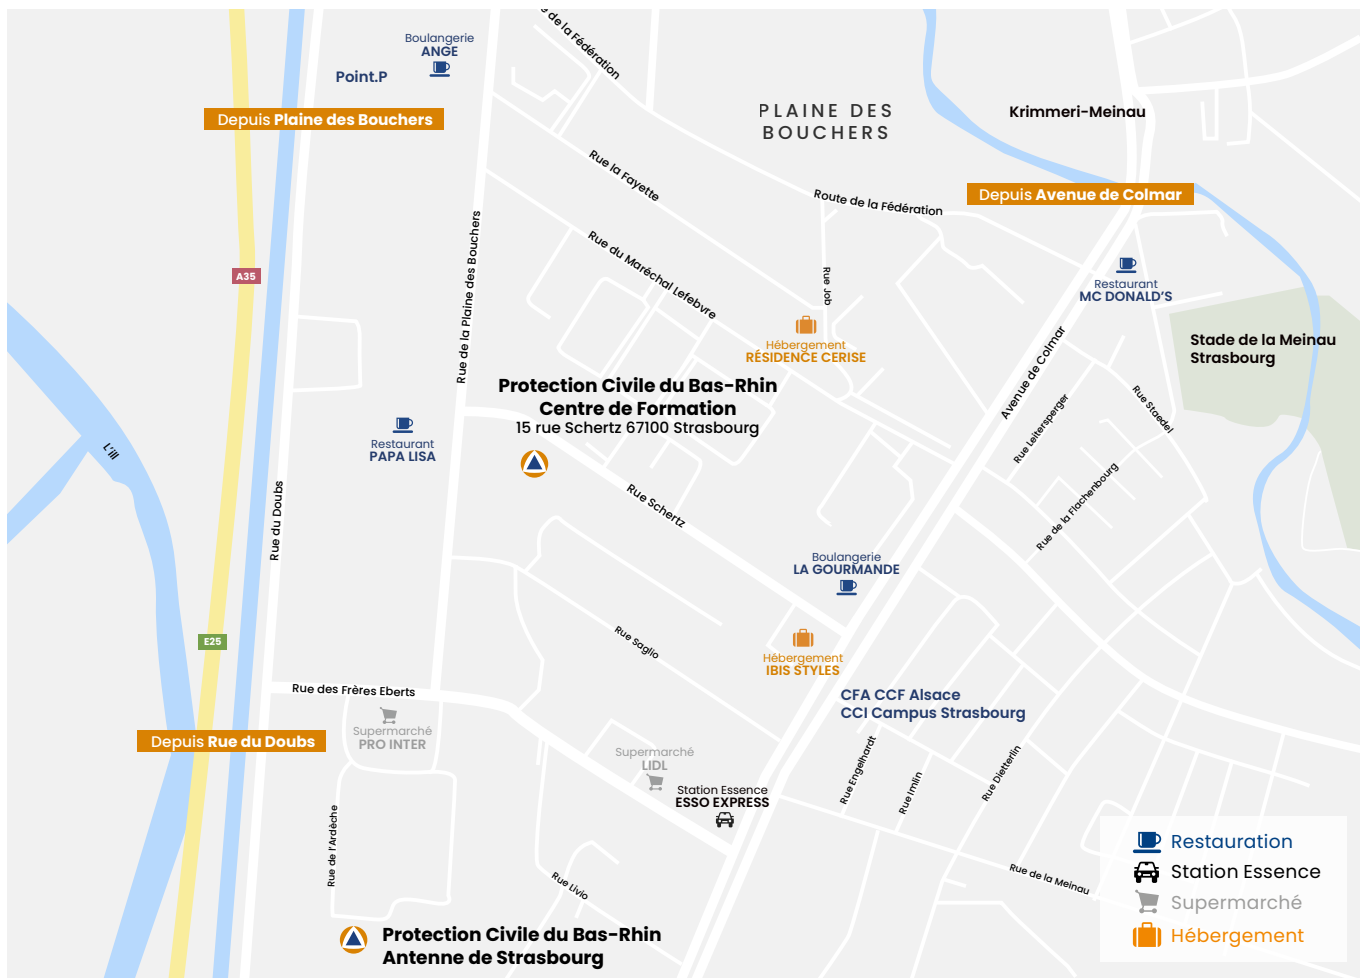 Boulangerie
ANGE
Point.P
Depuis Plaine des Bouchers
de la Fédération
PLAINE DES
BOUCHERS
Krimmeri-Meinau
Rue la Fayette
Route de la Fédération
Depuis Avenue de Colmar
A35
Rue de la Plaine des Bouchers
Rue du Maréchal Lefebvre
Rue Job
Restaurant
MC DONALD'S
Hébergement
RÉSIDENCE CERISE
Avenue de Colmar
Stade de la Meinau
Strasbourg
Protection Civile du Bas-Rhin
Centre de Formation
15 rue Schertz 67100 Strasbourg
Rue Leitersperger
Rue Staedel
Restaurant
PAPA LISA
L'Ill
Rue du Doubs
Rue Schertz
Rue de la Flachenbourg
Boulangerie
LA GOURMANDE
E25
Rue Saglio
Hébergement
IBIS STYLES
Rue des Frères Eberts
CFA CCF Alsace
CCI Campus Strasbourg
Supermarché
PRO INTER
Depuis Rue du Doubs
Supermarché
LIDL
Station Essence
ESSO EXPRESS
Rue Engelhardt
Rue Imlin
Rue Dietterlin
Rue de l'Ardèche
Rue Livio
Rue de la Meinau
Restauration
Station Essence
Supermarché
Hébergement
Protection Civile du Bas-Rhin
Antenne de Strasbourg